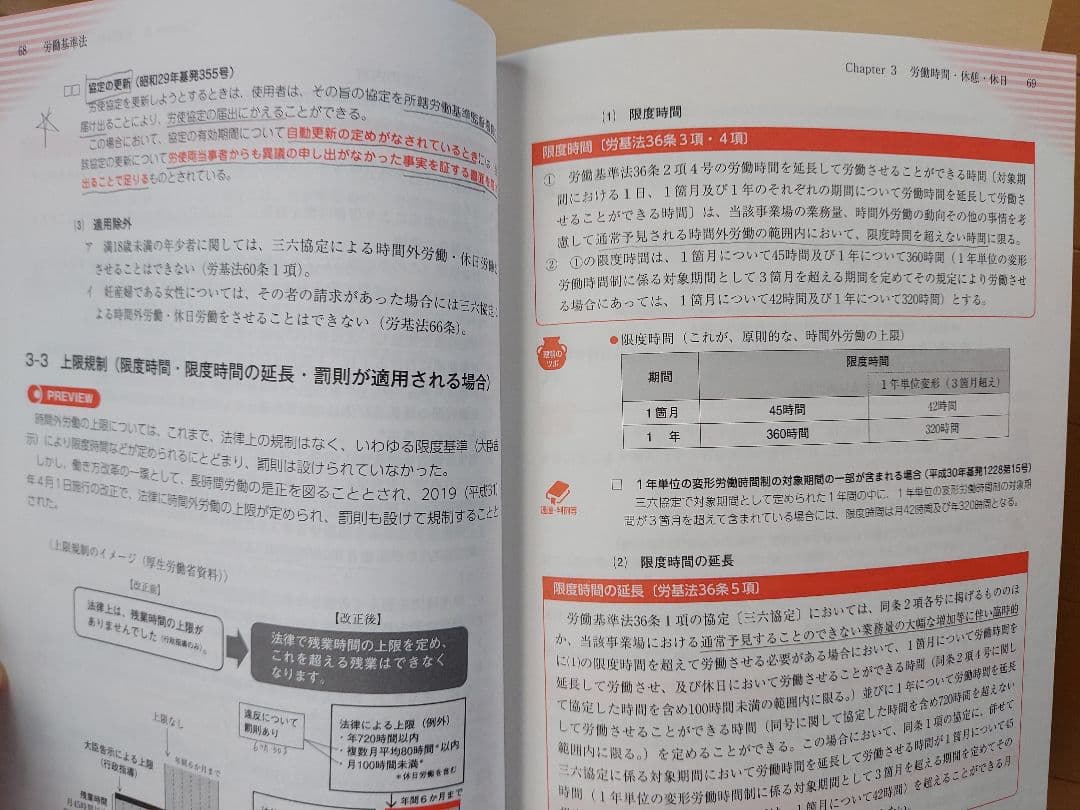 68 労働基準法
□□ 協定の更新(昭和29年基発355号)
労使協定を更新しようとするときは、使用者は、その旨の協定を所轄労働基準監督
届け出ることにより、労使協定の届出にかえることができる。
この場合において、協定の有効期間について自動更新の定めがなされているときには、
該協定の更新について労使両当事者からも異議の申し出がなかった事実を証する書面を
出ることで足りるものとされている。
(3) 適用除外
ア 満18歳未満の年少者に関しては、三六協定による時間外労働・休日労働
させることはできない(労基法60条1項)。
イ 妊産婦である女性については、その者の請求があった場合には三六協定
よる時間外労働・休日労働をさせることはできない(労基法66条)。
3-3 上限規制(限度時間・限度時間の延長・罰則が適用される場合)
PREVIEW
時間外労働の上限については、これまで、法律上の規制はなく、いわゆる限度基準(大臣告
示)により限度時間などが定められるにとどまり、罰則は設けられていなかった。
しかし、働き方改革の一環として、長時間労働の是正を図ることとされ、2019(平成31)
年4月1日施行の改正で、法律に時間外労働の上限が定められ、罰則も設けて規制すること
された。
〈上限規制のイメージ(厚生労働省資料)〉
【改正前】
法律上は、残業時間の上限が
ありませんでした(行政指導のみ)。
【改正後】
法律で残業時間の上限を定め、
これを超える残業はできなく
なります。
上限なし
違反について
罰則あり
法律による上限(例外)
・年720時間以内
・複数月平均80時間*以内
・月100時間未満*
*休日労働を含む
大臣告示による上限
(行政指導)
年間6か月まで
残業時間
月45時間
年間6か月まで
Chapter 3 労働時間・休憩・休日 69
(1) 限度時間
限度時間〔労基法36条3項・4項〕
① 労働基準法36条2項4号の労働時間を延長して労働させることができる時間〔対象期
間における1日、1箇月及び1年のそれぞれの期間について労働時間を延長して労働さ
せることができる時間〕は、当該事業場の業務量、時間外労働の動向その他の事情を考
慮して通常予見される時間外労働の範囲内において、限度時間を超えない時間に限る。
② ①の限度時間は、1箇月について45時間及び1年について360時間(1年単位の変形
労働時間制に係る対象期間として3箇月を超える期間を定めてその規定により労働させ
る場合にあっては、1箇月について42時間及び1年について320時間)とする。
理解の
ツボ
●限度時間(これが、原則的な、時間外労働の上限)
期間 限度時間
1年単位変形(3箇月超え)
1箇月 45時間 42時間
1 年 360時間 320時間
通達・判例等
□ 1年単位の変形労働時間制の対象期間の一部が含まれる場合(平成30年基発1228第15号)
三六協定で対象期間として定められた1年間の中に、1年単位の変形労働時間制の対象期
間が3箇月を超えて含まれている場合には、限度時間は月42時間及び年320時間となる。
(2) 限度時間の延長
限度時間の延長〔労基法36条5項〕
労働基準法36条1項の協定〔三六協定〕においては、同条2項各号に掲げるもののほ
か、当該事業場における通常予見することのできない業務量の大幅な増加等に伴い臨時的
に(1)の限度時間を超えて労働させる必要がある場合において、1箇月について労働時間を
延長して労働させ、及び休日において労働させることができる時間(同条2項4号に関し
て協定した時間を含め100時間未満の範囲内に限る。)並びに1年について労働時間を延長
して労働させることができる時間(同号に関して協定した時間を含め720時間を超えない
範囲内に限る。)を定めることができる。この場合において、同条1項の協定に、併せて
三六協定に係る対象期間において労働時間を延長して労働させる時間が1箇月について45
時間(1年単位の変形労働時間制に係る対象期間として3箇月を超える期間を定めてその
1箇月について42時間)を超えることができる月